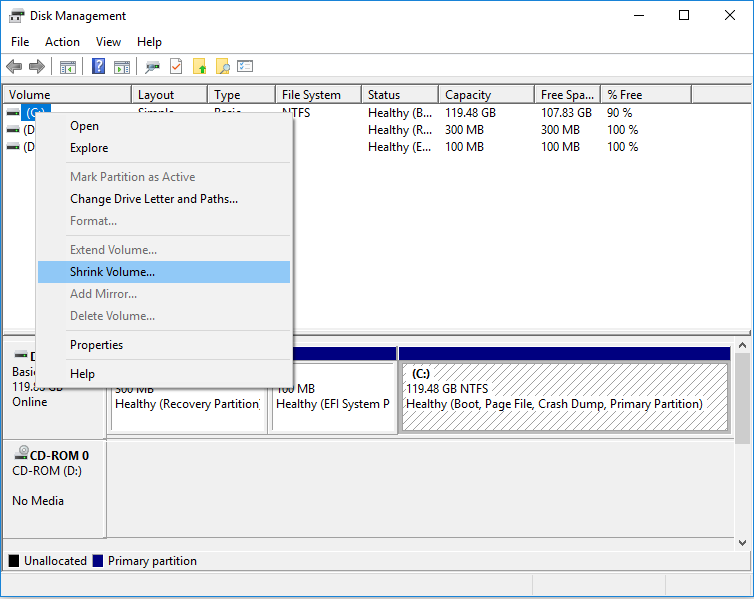 Disk Management
File Action View Help
Volume Layout Type File System Status Capacity Free Spa... % Free
(C:) Simple Basic NTFS Healthy (B... 119.48 GB 107.83 GB 90 %
(D Healthy (R... 300 MB 300 MB 100 %
(D Healthy (E... 100 MB 100 MB 100 %
Open
Explore
Mark Partition as Active
Change Drive Letter and Paths...
Format...
Extend Volume...
Shrink Volume...
Add Mirror...
Delete Volume...
Properties
Help
D
Basic
Online
300 MB
Healthy (Recovery Partition)
100 MB
Healthy (EFI System P
(C:)
119.48 GB NTFS
Healthy (Boot, Page File, Crash Dump, Primary Partition)
CD-ROM 0
CD-ROM (D:)
No Media
Unallocated Primary partition